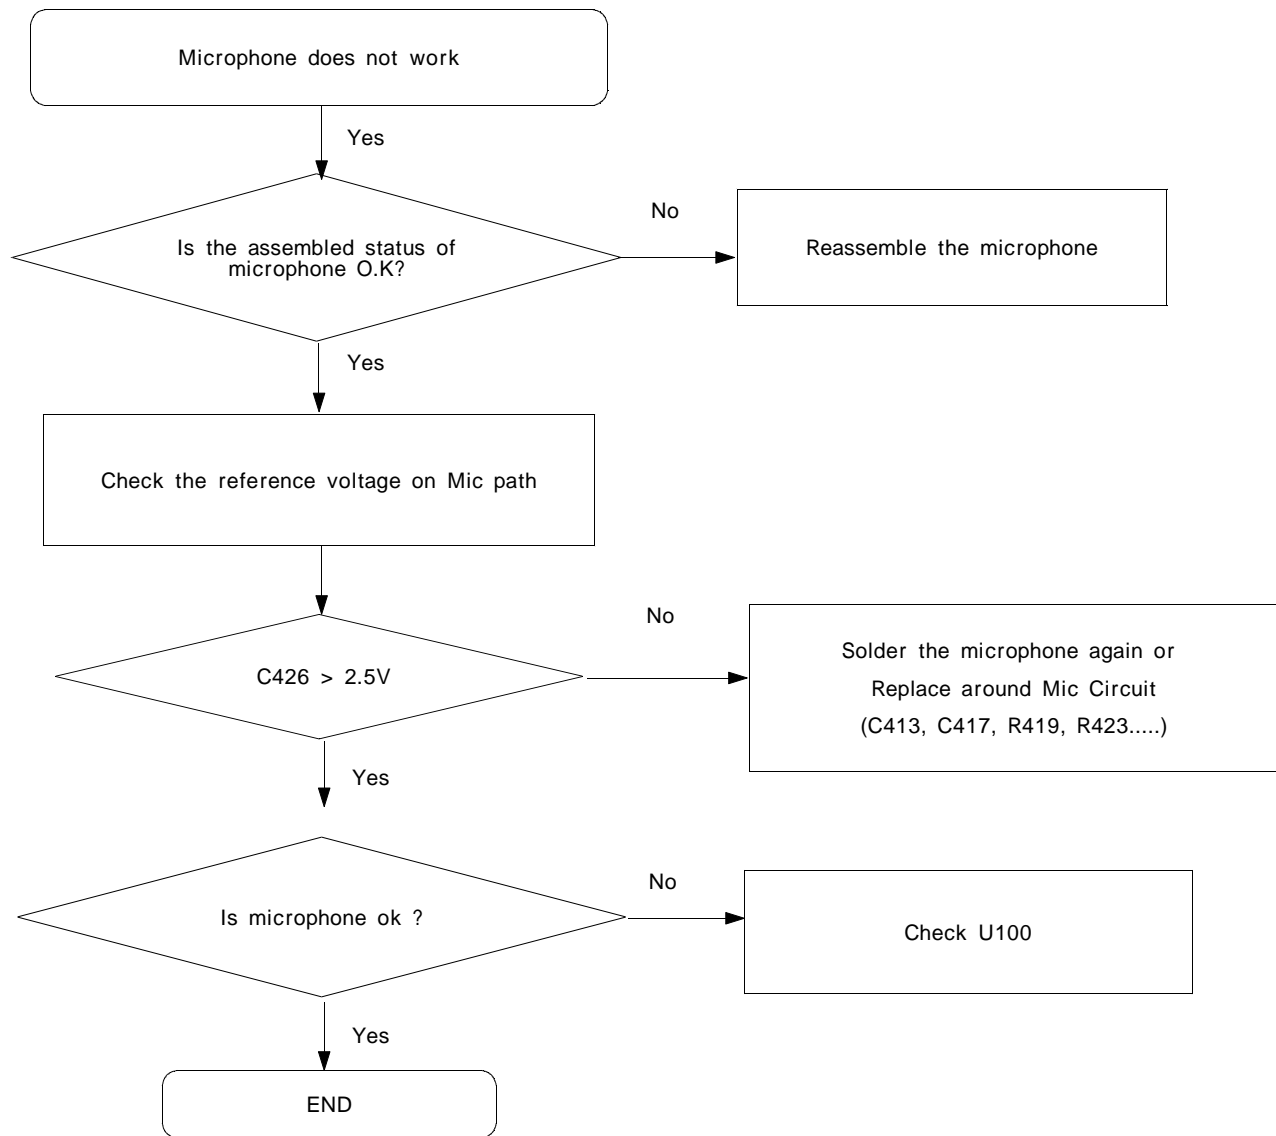 Microphone does not work
Yes
Is the assembled status of
microphone O.K?
No
Reassemble the microphone
Yes
Check the reference voltage on Mic path
C426 > 2.5V
No
Solder the microphone again or
Replace around Mic Circuit
(C413, C417, R419, R423.....)
Yes
Is microphone ok ?
No
Check U100
Yes
END